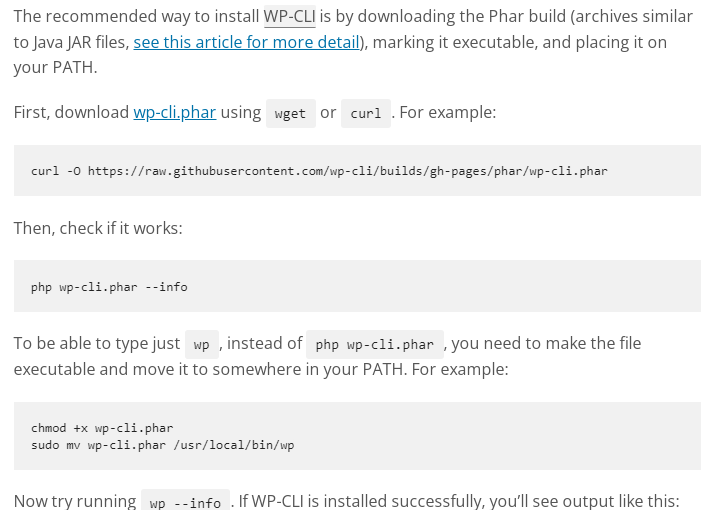 The recommended way to install WP-CLI is by downloading the Phar build (archives similar
to Java JAR files, see this article for more detail), marking it executable, and placing it on
your PATH.
First, download wp-cli.phar using wget or curl . For example:
curl -O https://raw.githubusercontent.com/wp-cli/builds/gh-pages/phar/wp-cli.phar
Then, check if it works:
php wp-cli.phar --info
To be able to type just wp , instead of php wp-cli.phar , you need to make the file
executable and move it to somewhere in your PATH. For example:
chmod +x wp-cli.phar
sudo mv wp-cli.phar /usr/local/bin/wp
Now try running wp --info . If WP-CLI is installed successfully, you'll see output like this: